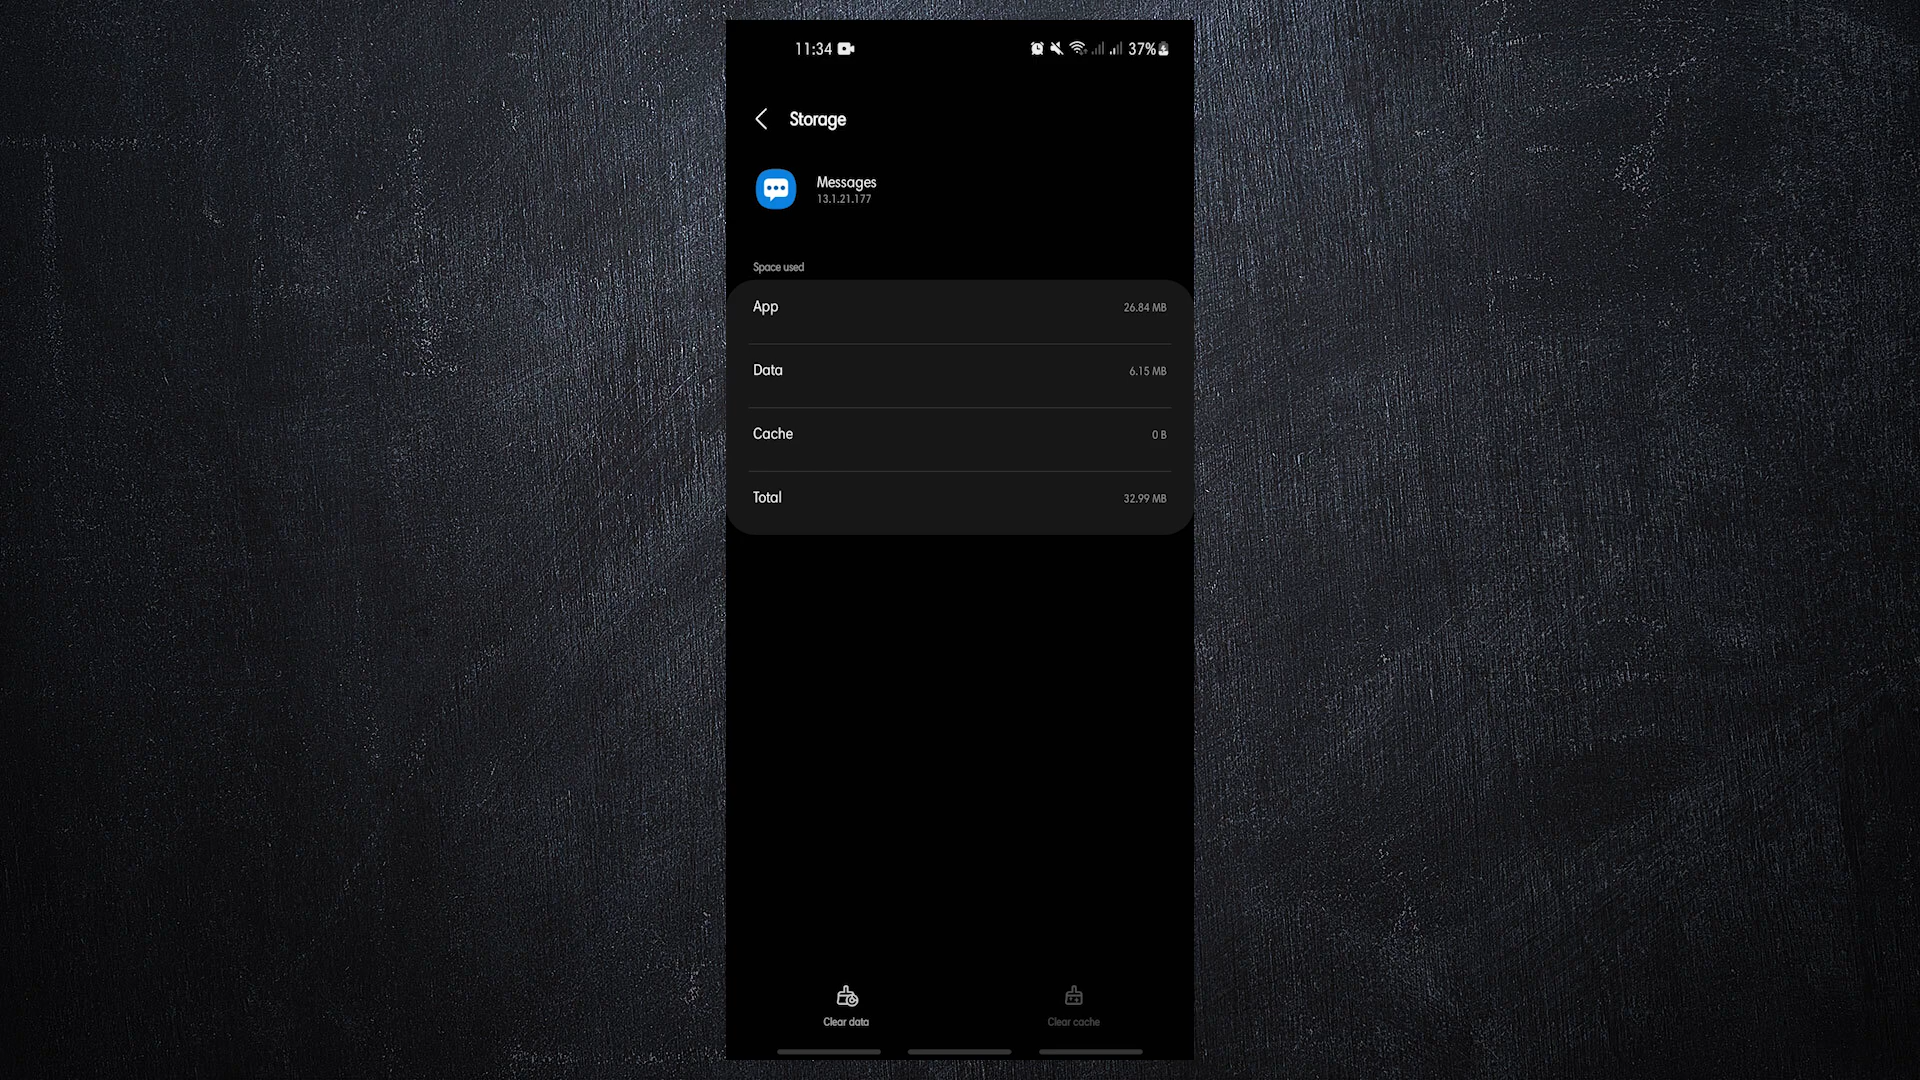 11:34
37%
Storage
Messages
13.1.21.177
Space used
App 26.84 MB
Data 6.15 MB
Cache 0 B
Total 32.99 MB
Clear data Clear cache